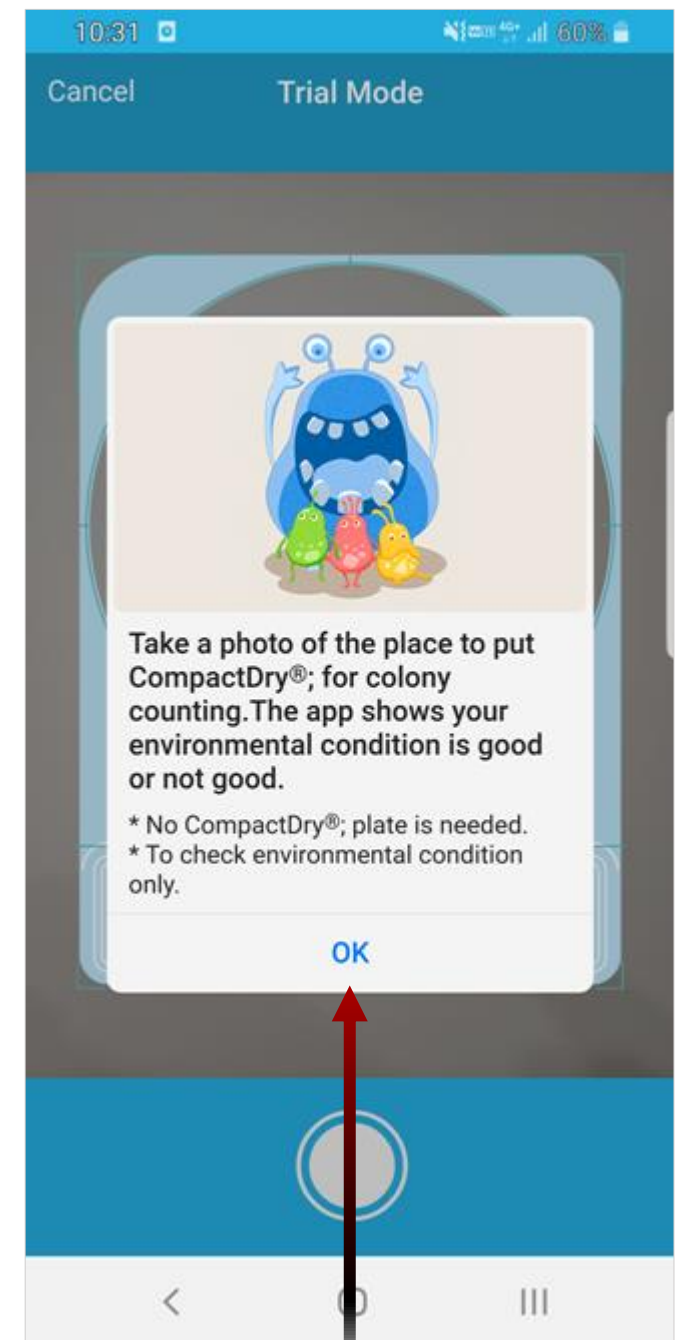 10:31 4G+ 60%
Cancel Trial Mode
Take a photo of the place to put
CompactDry®; for colony
counting.The app shows your
environmental condition is good
or not good.
* No CompactDry®; plate is needed.
* To check environmental condition
only.
OK